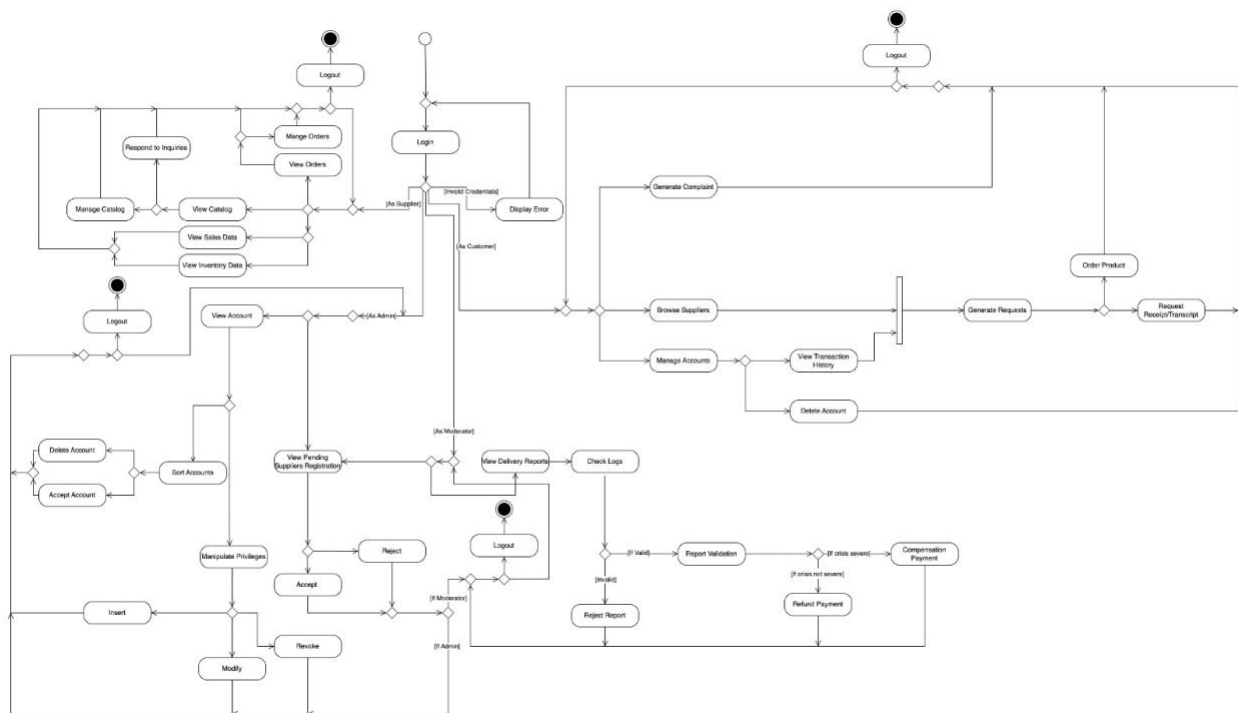 Logout
Logout
Mange Orders
Respond to Inquiries
Login
View Orders
Generate Complaint
[Invalid Credentials]
[As Supplier]
Manage Catalog
View Catalog
Display Error
View Sales Data
[As Customer]
View Inventory Data
Order Product
Logout
View Account
[As Admin]
Browse Suppliers
Generate Requests
Request
Receipt/Transcript
Manage Accounts
View Transaction
History
Delete Account
[As Moderator]
Delete Account
Sort Accounts
View Pending
Suppliers Registration
View Delivery Reports
Check Logs
Accept Account
Logout
Manipulate Privileges
Reject
[If Valid]
Report Validation
[If crisis severe]
Compensation
Payment
[Invalid]
[If crisis not severe]
Accept
Insert
[If Moderator]
Reject Report
Refund Payment
Revoke
[If Admin]
Modify